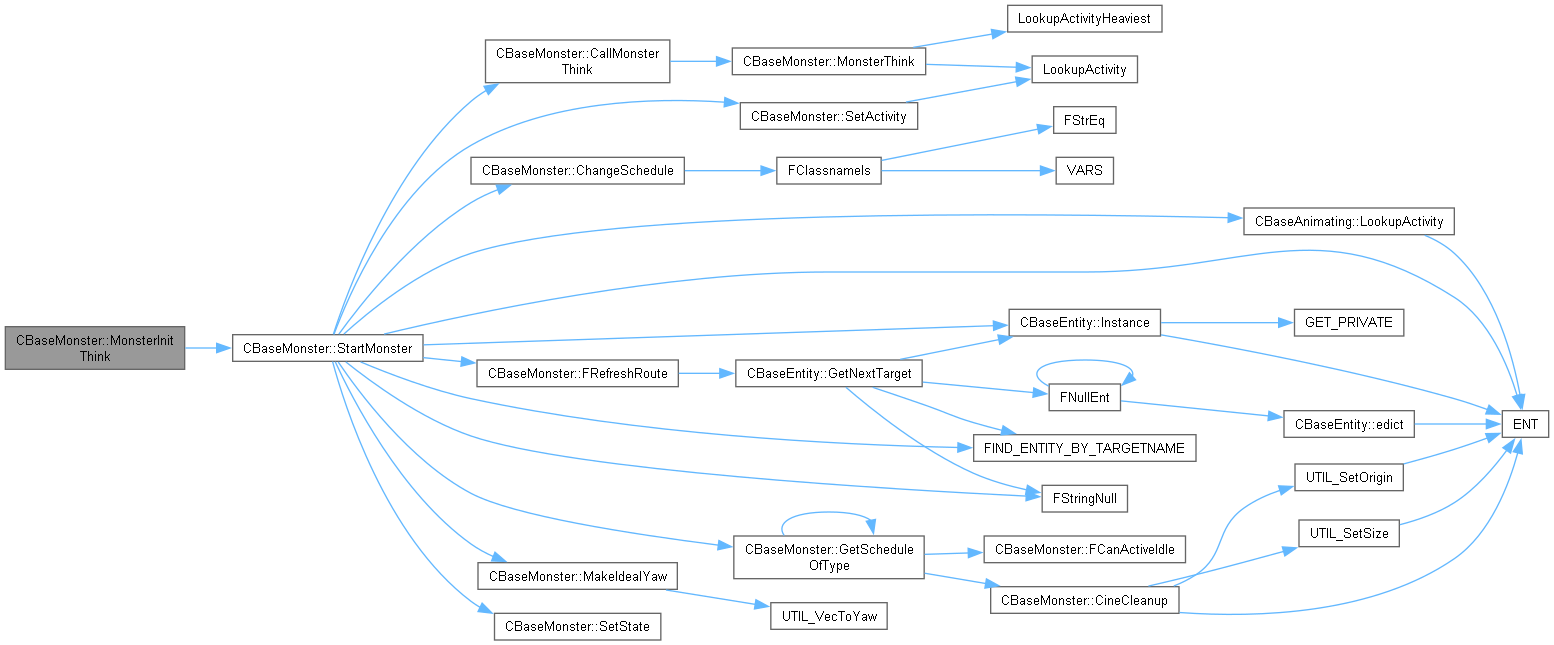 LookupActivityHeaviest
CBaseMonster::CallMonster
Think
CBaseMonster::MonsterThink
LookupActivity
CBaseMonster::SetActivity
FStrEq
CBaseMonster::ChangeSchedule
FClassnameIs
VARS
CBaseAnimating::LookupActivity
CBaseEntity::Instance
GET_PRIVATE
CBaseMonster::MonsterInit
Think
CBaseMonster::StartMonster
CBaseMonster::FRefreshRoute
CBaseEntity::GetNextTarget
FNullEnt
CBaseEntity::edict
ENT
FIND_ENTITY_BY_TARGETNAME
UTIL_SetOrigin
FStringNull
UTIL_SetSize
CBaseMonster::GetSchedule
OfType
CBaseMonster::FCanActiveIdle
CBaseMonster::MakeIdealYaw
CBaseMonster::CineCleanup
UTIL_VecToYaw
CBaseMonster::SetState